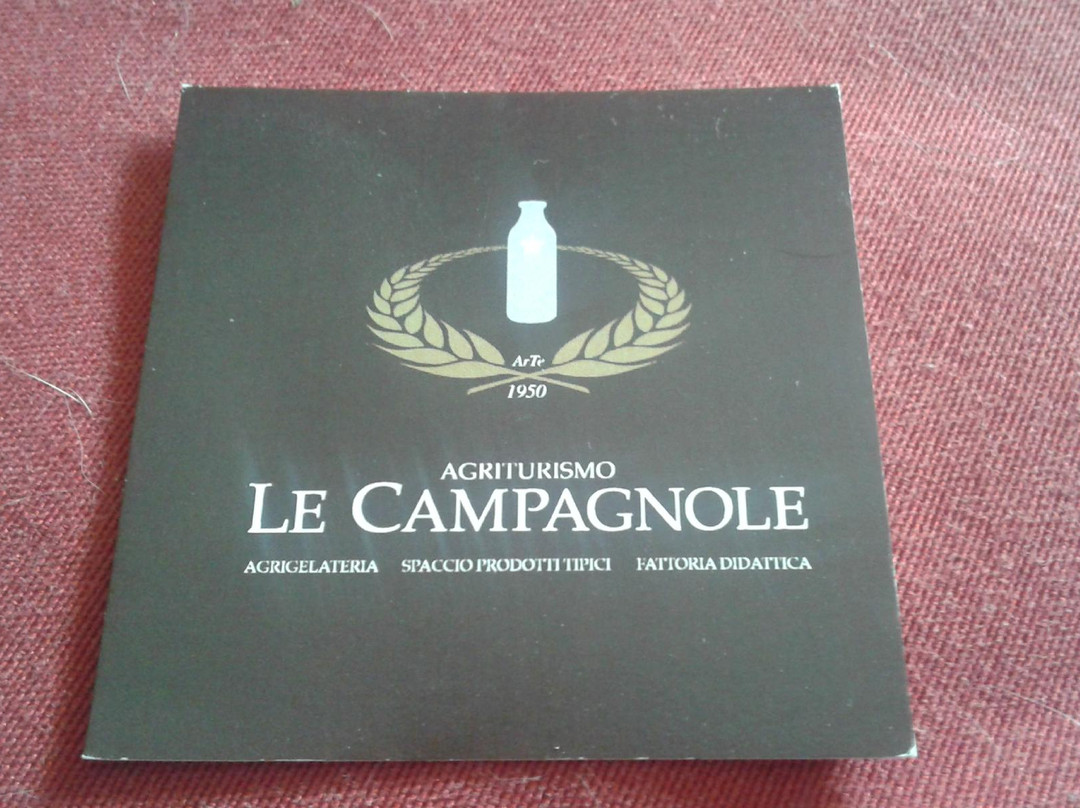 ArTe
1950
AGRITURISMO
LE CAMPAGNOLE
AGRIGELATERIA SPACCIO PRODOTTI TIPICI FATTORIA DIDATTICA